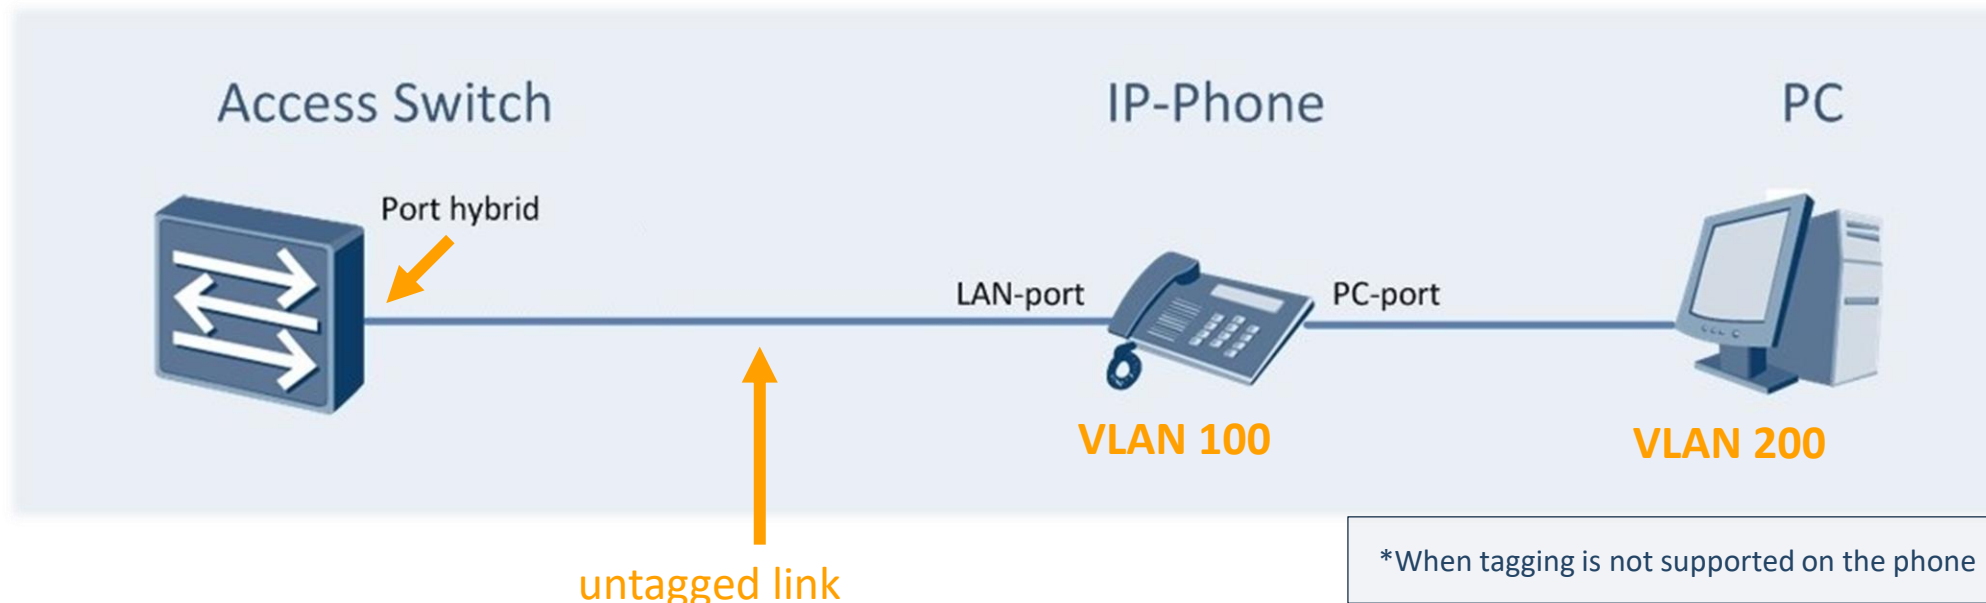 Access Switch
IP-Phone
PC
Port hybrid
LAN-port
PC-port
VLAN 100
VLAN 200
*When tagging is not supported on the phone
untagged link